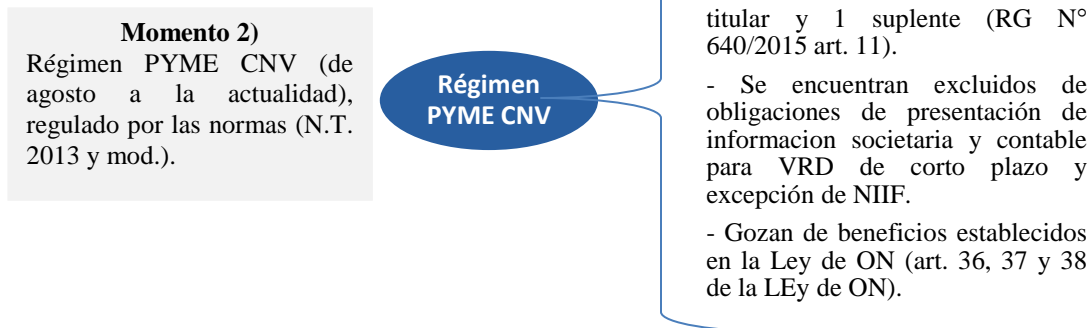 Momento 2)
Régimen PYME CNV (de
agosto a la actualidad),
regulado por las normas (N.T.
2013 y mod.).
Régimen
PYME CNV
titular y 1 suplente (RG N°
640/2015 art. 11).
- Se encuentran excluidos de
obligaciones de presentación de
informacion societaria y contable
para VRD de corto plazo y
excepción de NIIF.
- Gozan de beneficios establecidos
en la Ley de ON (art. 36, 37 y 38
de la LEy de ON).